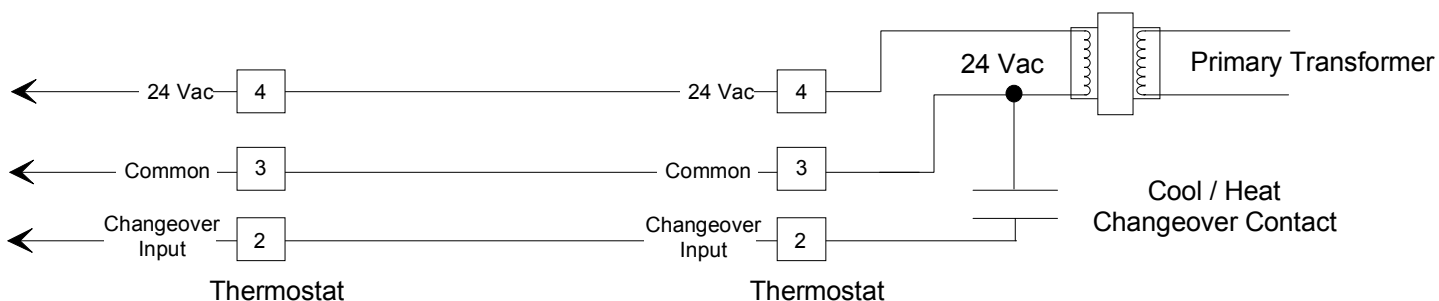 24 Vac
Primary Transformer
24 Vac 4
24 Vac 4
Common 3
Common 3
Cool / Heat
Changeover Contact
Changeover
Input
2
Changeover
Input
2
Thermostat
Thermostat